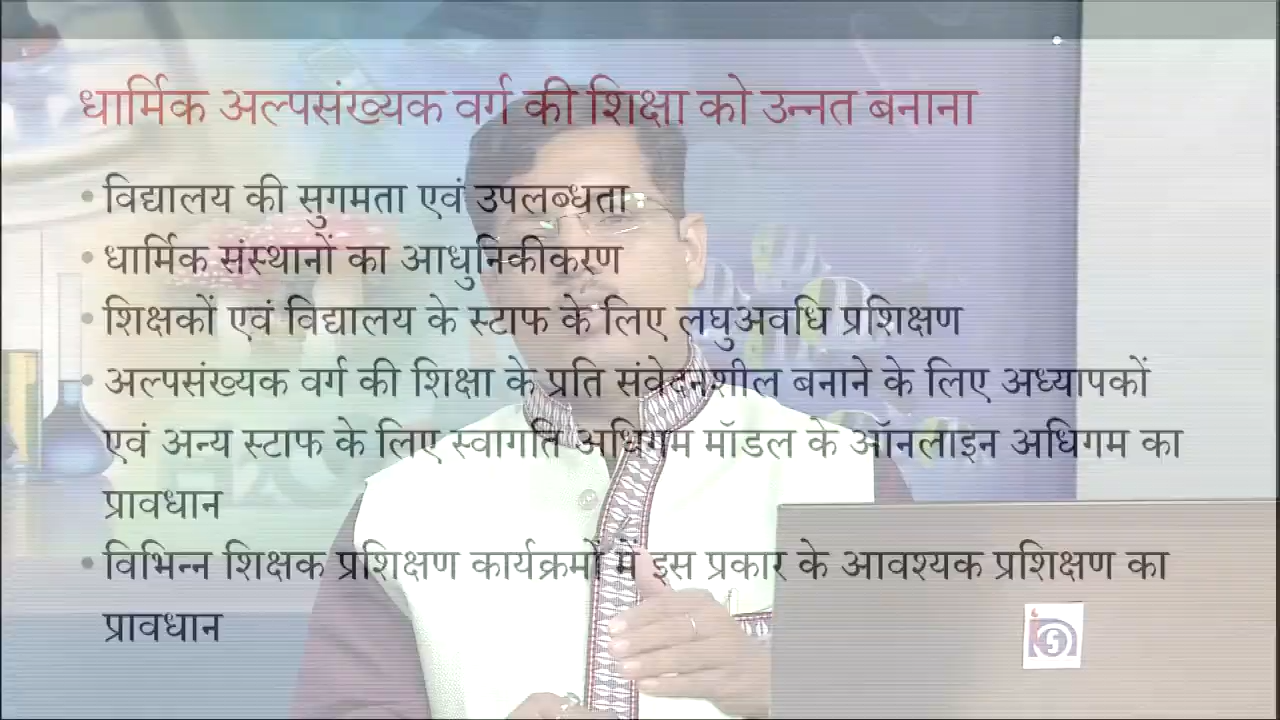 धार्मिक अल्पसंख्यक वर्ग की शिक्षा को उन्नत बनाना
• विद्यालय की सुगमता एवं उपलब्धता
• धार्मिक संस्थानों का आधुनिकीकरण
• शिक्षकों एवं विद्यालय के स्टाफ के लिए लघुअवधि प्रशिक्षण
• अल्पसंख्यक वर्ग की शिक्षा के प्रति संवेदनशील बनाने के लिए अध्यापकों
एवं अन्य स्टाफ के लिए स्वागति अधिगम मॉडल के ऑनलाइन अधिगम का
प्रावधान
• विभिन्न शिक्षक प्रशिक्षण कार्यक्रमों में इस प्रकार के आवश्यक प्रशिक्षण का
प्रावधान